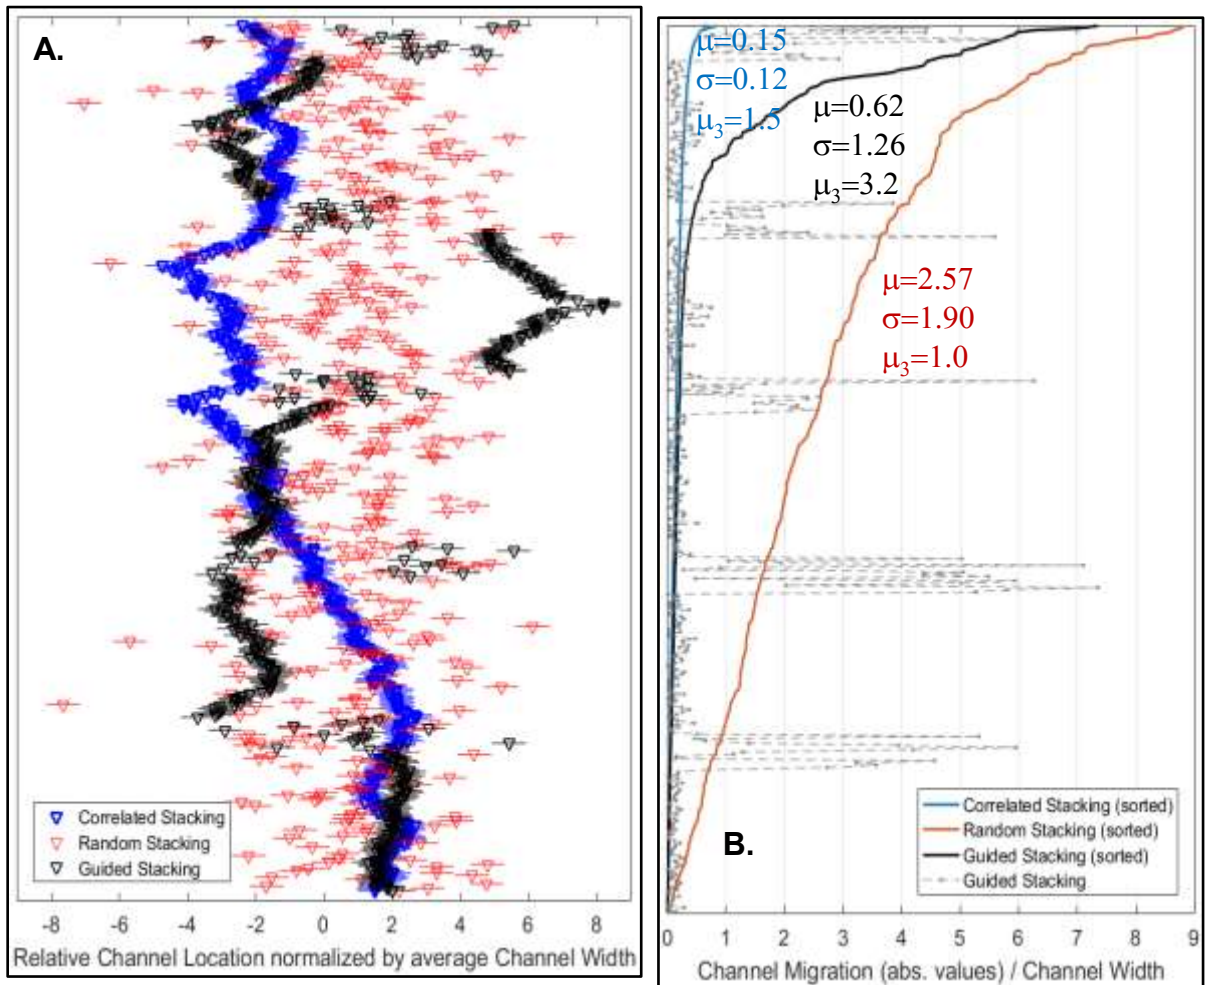 A.
Correlated Stacking
Random Stacking
Guided Stacking
-8 -6 -4 -2 0 2 4 6 8
Relative Channel Location normalized by average Channel Width
μ=0.15
σ=0.12
μ₃=1.5
μ=0.62
σ=1.26
μ₃=3.2
μ=2.57
σ=1.90
μ₃=1.0
B.
Correlated Stacking (sorted)
Random Stacking (sorted)
Guided Stacking (sorted)
Guided Stacking
0 1 2 3 4 5 6 7 8 9
Channel Migration (abs. values) / Channel Width